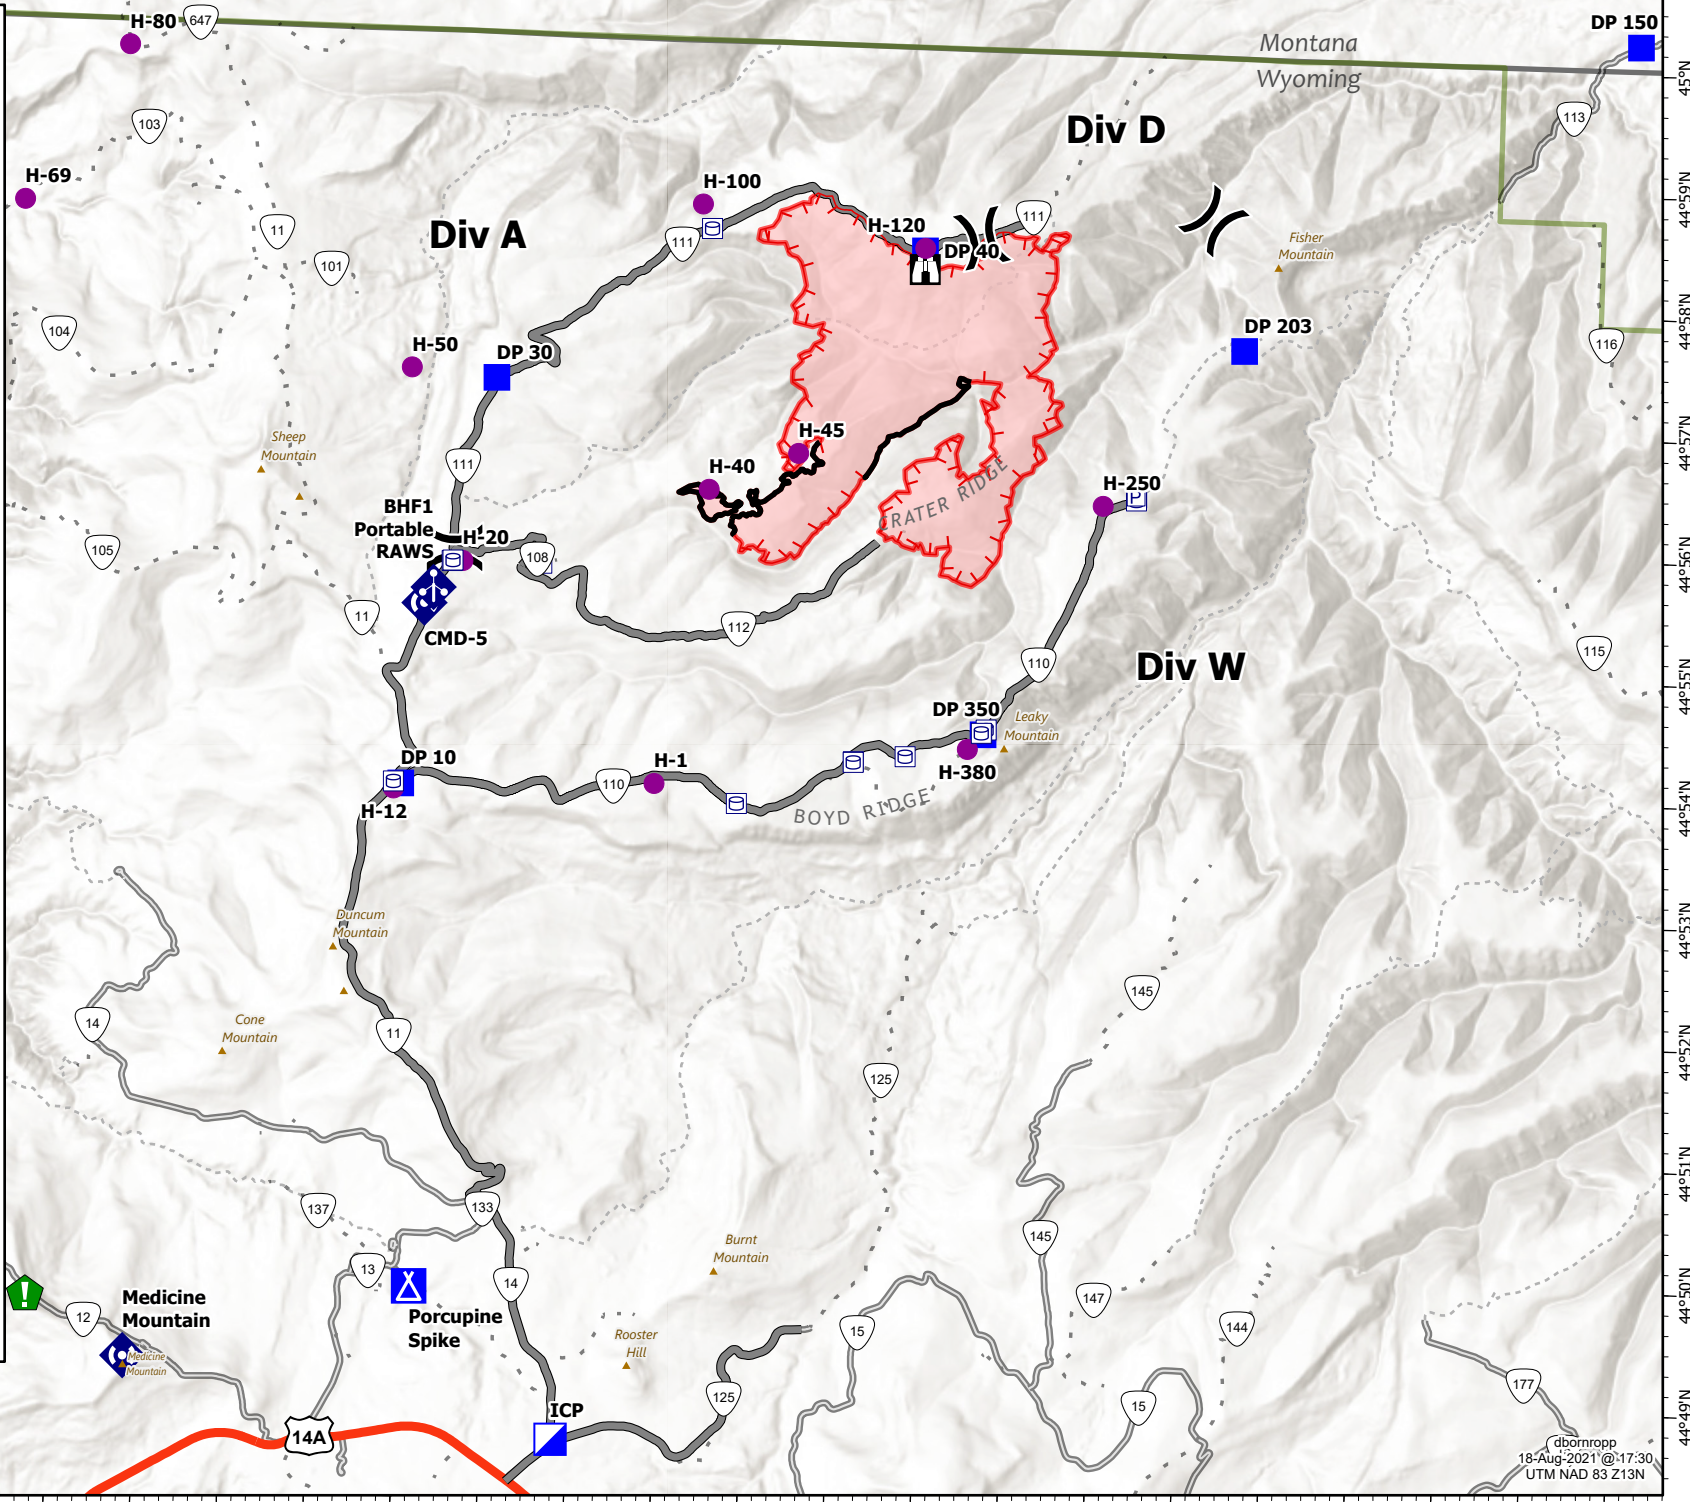 H-80
647
DP 150
Montana
Wyoming
45°N
113
103
Div D
H-69
H-100
44°59'N
11
Div A
111
H-120
111
DP 40
Fisher
Mountain
101
104
44°58'N
H-50
DP 30
DP 203
116
Sheep
Mountain
H-45
44°57'N
111
H-40
CRATER RIDGE
H-250
P
BHF1
Portable
RAWS
H-20
105
108
44°56'N
11
CMD-5
112
110
Div W
115
44°55'N
DP 350
Leaky
Mountain
DP 10
H-1
H-380
110
H-12
BOYD RIDGE
44°54'N
Duncum
Mountain
44°53'N
145
14
Cone
Mountain
11
44°52'N
125
44°51'N
137
133
145
Burnt
Mountain
13
14
!
44°50'N
12
Medicine
Mountain
Porcupine
Spike
147
144
15
Rooster
Hill
Medicine
Mountain
177
125
15
ICP
44°49'N
14A
dbornropp
18-Aug-2021 @ 17:30
UTM NAD 83 Z13N